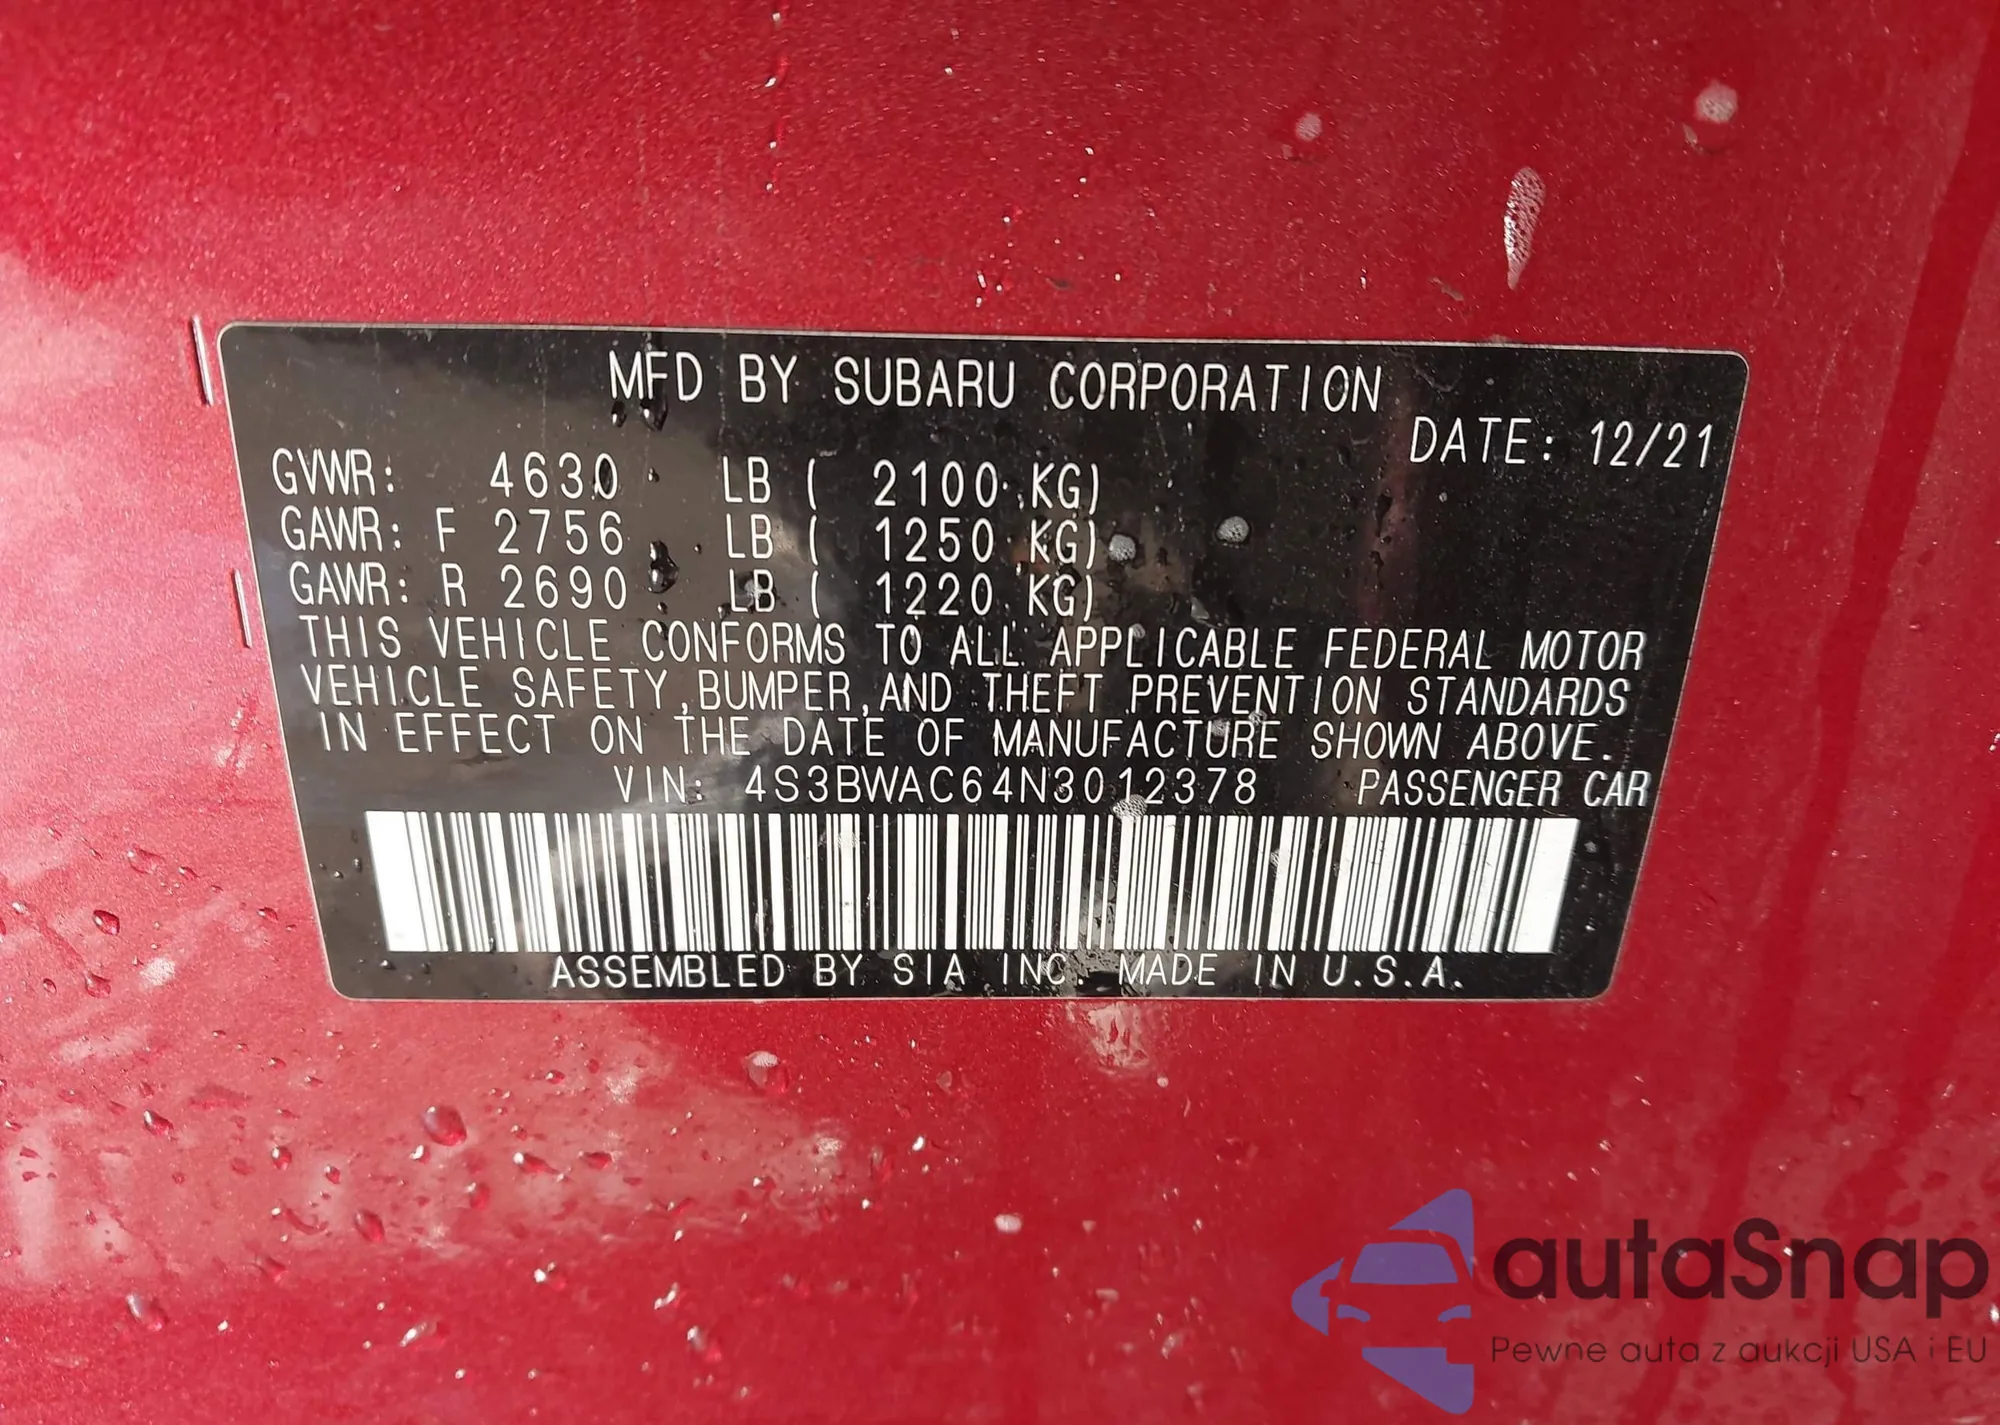 MFD BY SUBARU CORPORATION
DATE: 12/21
GVWR: 4630 LB ( 2100 KG)
GAWR: F 2756 LB ( 1250 KG)
GAWR: R 2690 LB ( 1220 KG)
THIS VEHICLE CONFORMS TO ALL APPLICABLE FEDERAL MOTOR
VEHICLE SAFETY,BUMPER,AND THEFT PREVENTION STANDARDS
IN EFFECT ON THE DATE OF MANUFACTURE SHOWN ABOVE.
VIN: 4S3BWAC64N3012378 PASSENGER CAR
ASSEMBLED BY SIA INC. MADE IN U.S.A.
autaSnap
Pewne auta z aukcji USA i EU